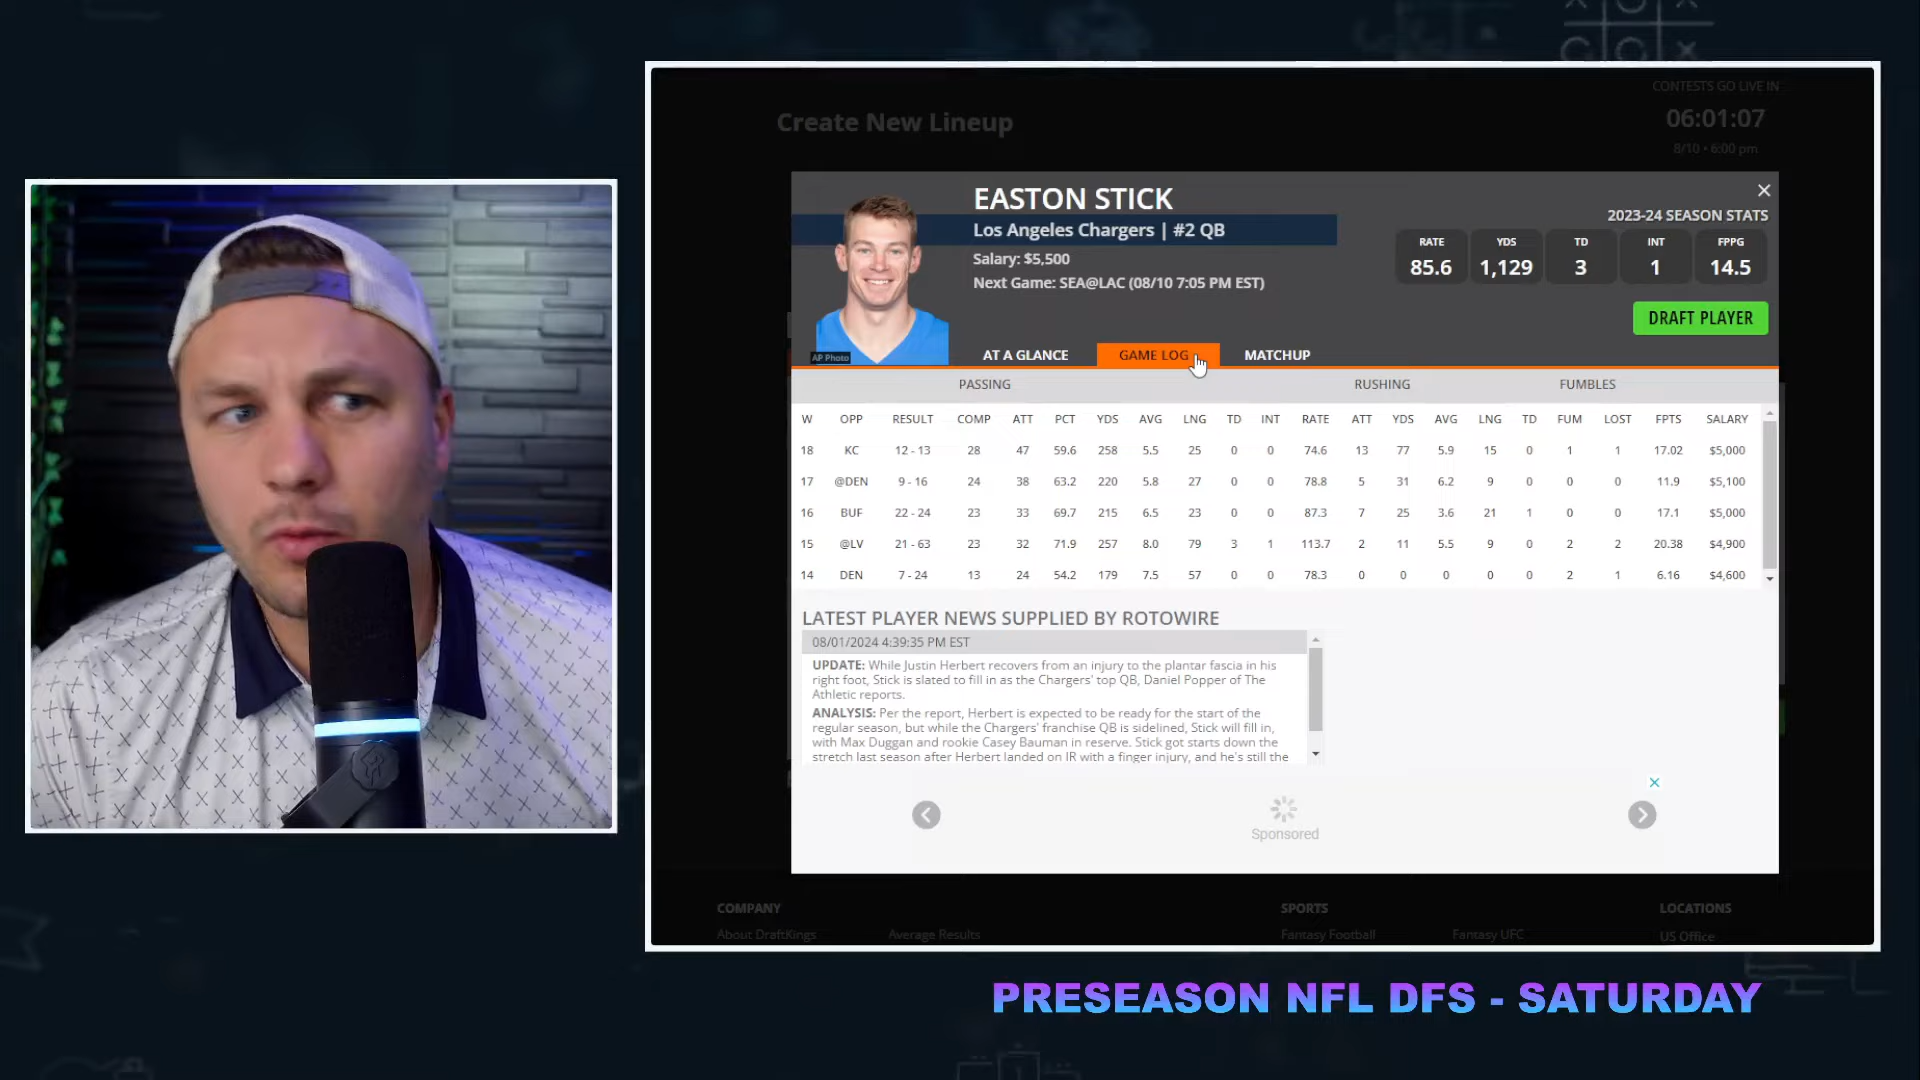 CONTESTS GO LIVE IN
Create New Lineup
06:01:07
8/10 • 6:00 pm
EASTON STICK
Los Angeles Chargers | #2 QB
Salary: $5,500
Next Game: SEA@LAC (08/10 7:05 PM EST)
2023-24 SEASON STATS
RATE YDS TD INT FPPG
85.6 1,129 3 1 14.5
DRAFT PLAYER
AP Photo
AT A GLANCE GAME LOG MATCHUP
PASSING RUSHING FUMBLES
W OPP RESULT COMP ATT PCT YDS AVG LNG TD INT RATE ATT YDS AVG LNG TD FUM LOST FPTS SALARY
18 KC 12 - 13 28 47 59.6 258 5.5 25 0 0 74.6 13 77 5.9 15 0 1 1 17.02 $5,000
17 @DEN 9 - 16 24 38 63.2 220 5.8 27 0 0 78.8 5 31 6.2 9 0 0 0 11.9 $5,100
16 BUF 22 - 24 23 33 69.7 215 6.5 23 0 0 87.3 7 25 3.6 21 1 0 0 17.1 $5,000
15 @LV 21 - 63 23 32 71.9 257 8.0 79 3 1 113.7 2 11 5.5 9 0 2 2 20.38 $4,900
14 DEN 7 - 24 13 24 54.2 179 7.5 57 0 0 78.3 0 0 0 0 0 2 1 6.16 $4,600
LATEST PLAYER NEWS SUPPLIED BY ROTOWIRE
08/01/2024 4:39:35 PM EST
UPDATE: While Justin Herbert recovers from an injury to the plantar fascia in his
right foot, Stick is slated to fill in as the Chargers' top QB, Daniel Popper of The
Athletic reports.
ANALYSIS: Per the report, Herbert is expected to be ready for the start of the
regular season, but while the Chargers' franchise QB is sidelined, Stick will fill in,
with Max Duggan and rookie Casey Bauman in reserve. Stick got starts down the
stretch last season after Herbert landed on IR with a finger injury, and he's still the
Sponsored
COMPANY SPORTS LOCATIONS
About DraftKings Average Results Fantasy Football Fantasy UFC US Office
PRESEASON NFL DFS - SATURDAY